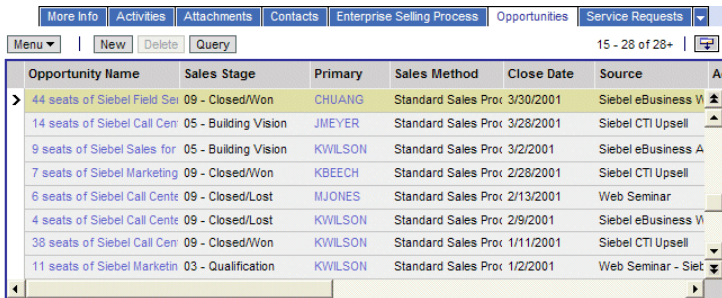 More Info Activities Attachments Contacts Enterprise Selling Process Opportunities Service Requests
Menu New Delete Query 15 - 28 of 28+
Opportunity Name Sales Stage Primary Sales Method Close Date Source A
44 seats of Siebel Field Ser 09 - Closed/Won CHUANG Standard Sales Proc 3/30/2001 Siebel eBusiness W
14 seats of Siebel Call Cen 05 - Building Vision JMEYER Standard Sales Proc 3/28/2001 Siebel CTI Upsell
9 seats of Siebel Sales for 05 - Building Vision KWILSON Standard Sales Proc 3/2/2001 Siebel eBusiness A
7 seats of Siebel Marketing 09 - Closed/Won KBEECH Standard Sales Proc 2/28/2001 Siebel CTI Upsell
6 seats of Siebel Call Cente 09 - Closed/Lost MJONES Standard Sales Proc 2/13/2001 Web Seminar
4 seats of Siebel Call Cente 09 - Closed/Lost KWILSON Standard Sales Proc 2/9/2001 Siebel eBusiness W
38 seats of Siebel Call Cen 09 - Closed/Won KWILSON Standard Sales Proc 1/11/2001 Siebel CTI Upsell
11 seats of Siebel Marketin 03 - Qualification KWILSON Standard Sales Proc 1/2/2001 Web Seminar - Sieb